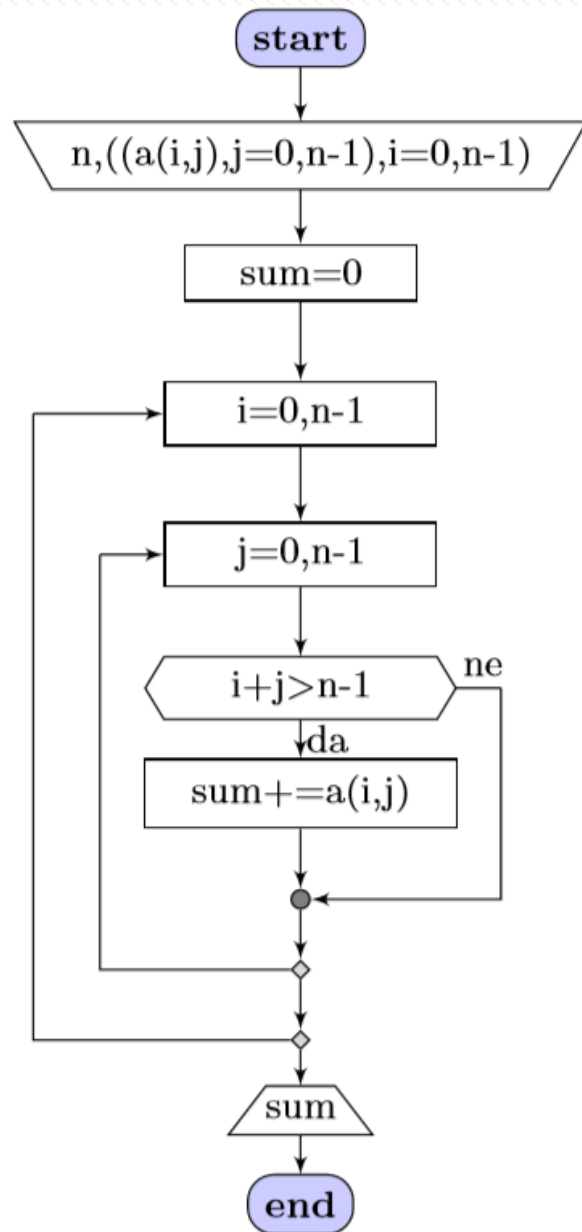 start
n,((a(i,j),j=0,n-1),i=0,n-1)
sum=0
i=0,n-1
j=0,n-1
i+j>n-1
ne
da
sum+=a(i,j)
sum
end